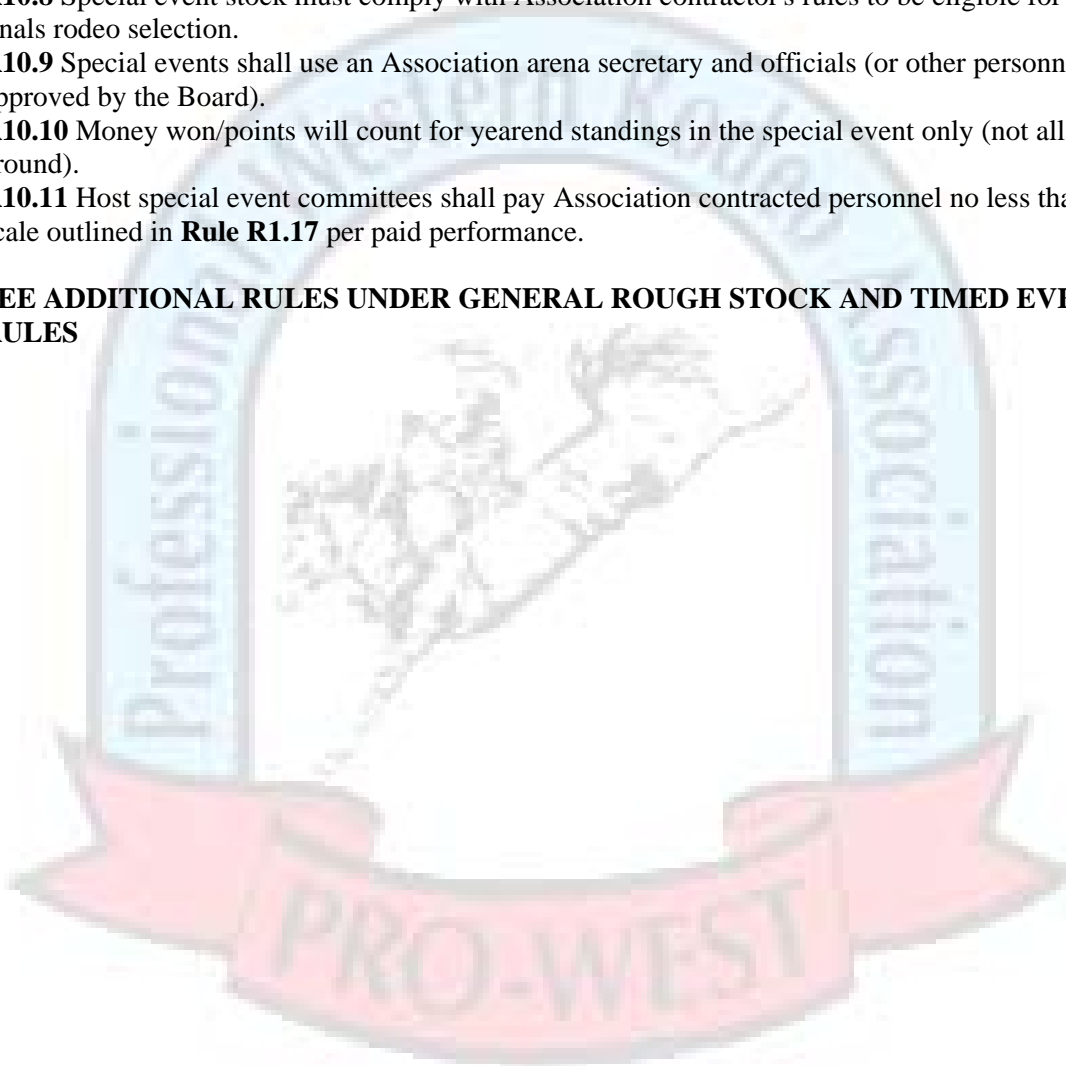 10.8 Special event stock must comply with Association contractor's rules to be eligible for
nals rodeo selection.
10.9 Special events shall use an Association arena secretary and officials (or other personn
pproved by the Board).
10.10 Money won/points will count for yearend standings in the special event only (not all
round).
10.11 Host special event committees shall pay Association contracted personnel no less tha
cale outlined in Rule R1.17 per paid performance.
EE ADDITIONAL RULES UNDER GENERAL ROUGH STOCK AND TIMED EVE
RULES
Professional Western Rodeo Association
PRO-WEST